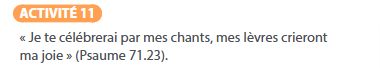 ACTIVITÉ 11
« Je te célébrerai par mes chants, mes lèvres crieront
ma joie » (Psaume 71.23).